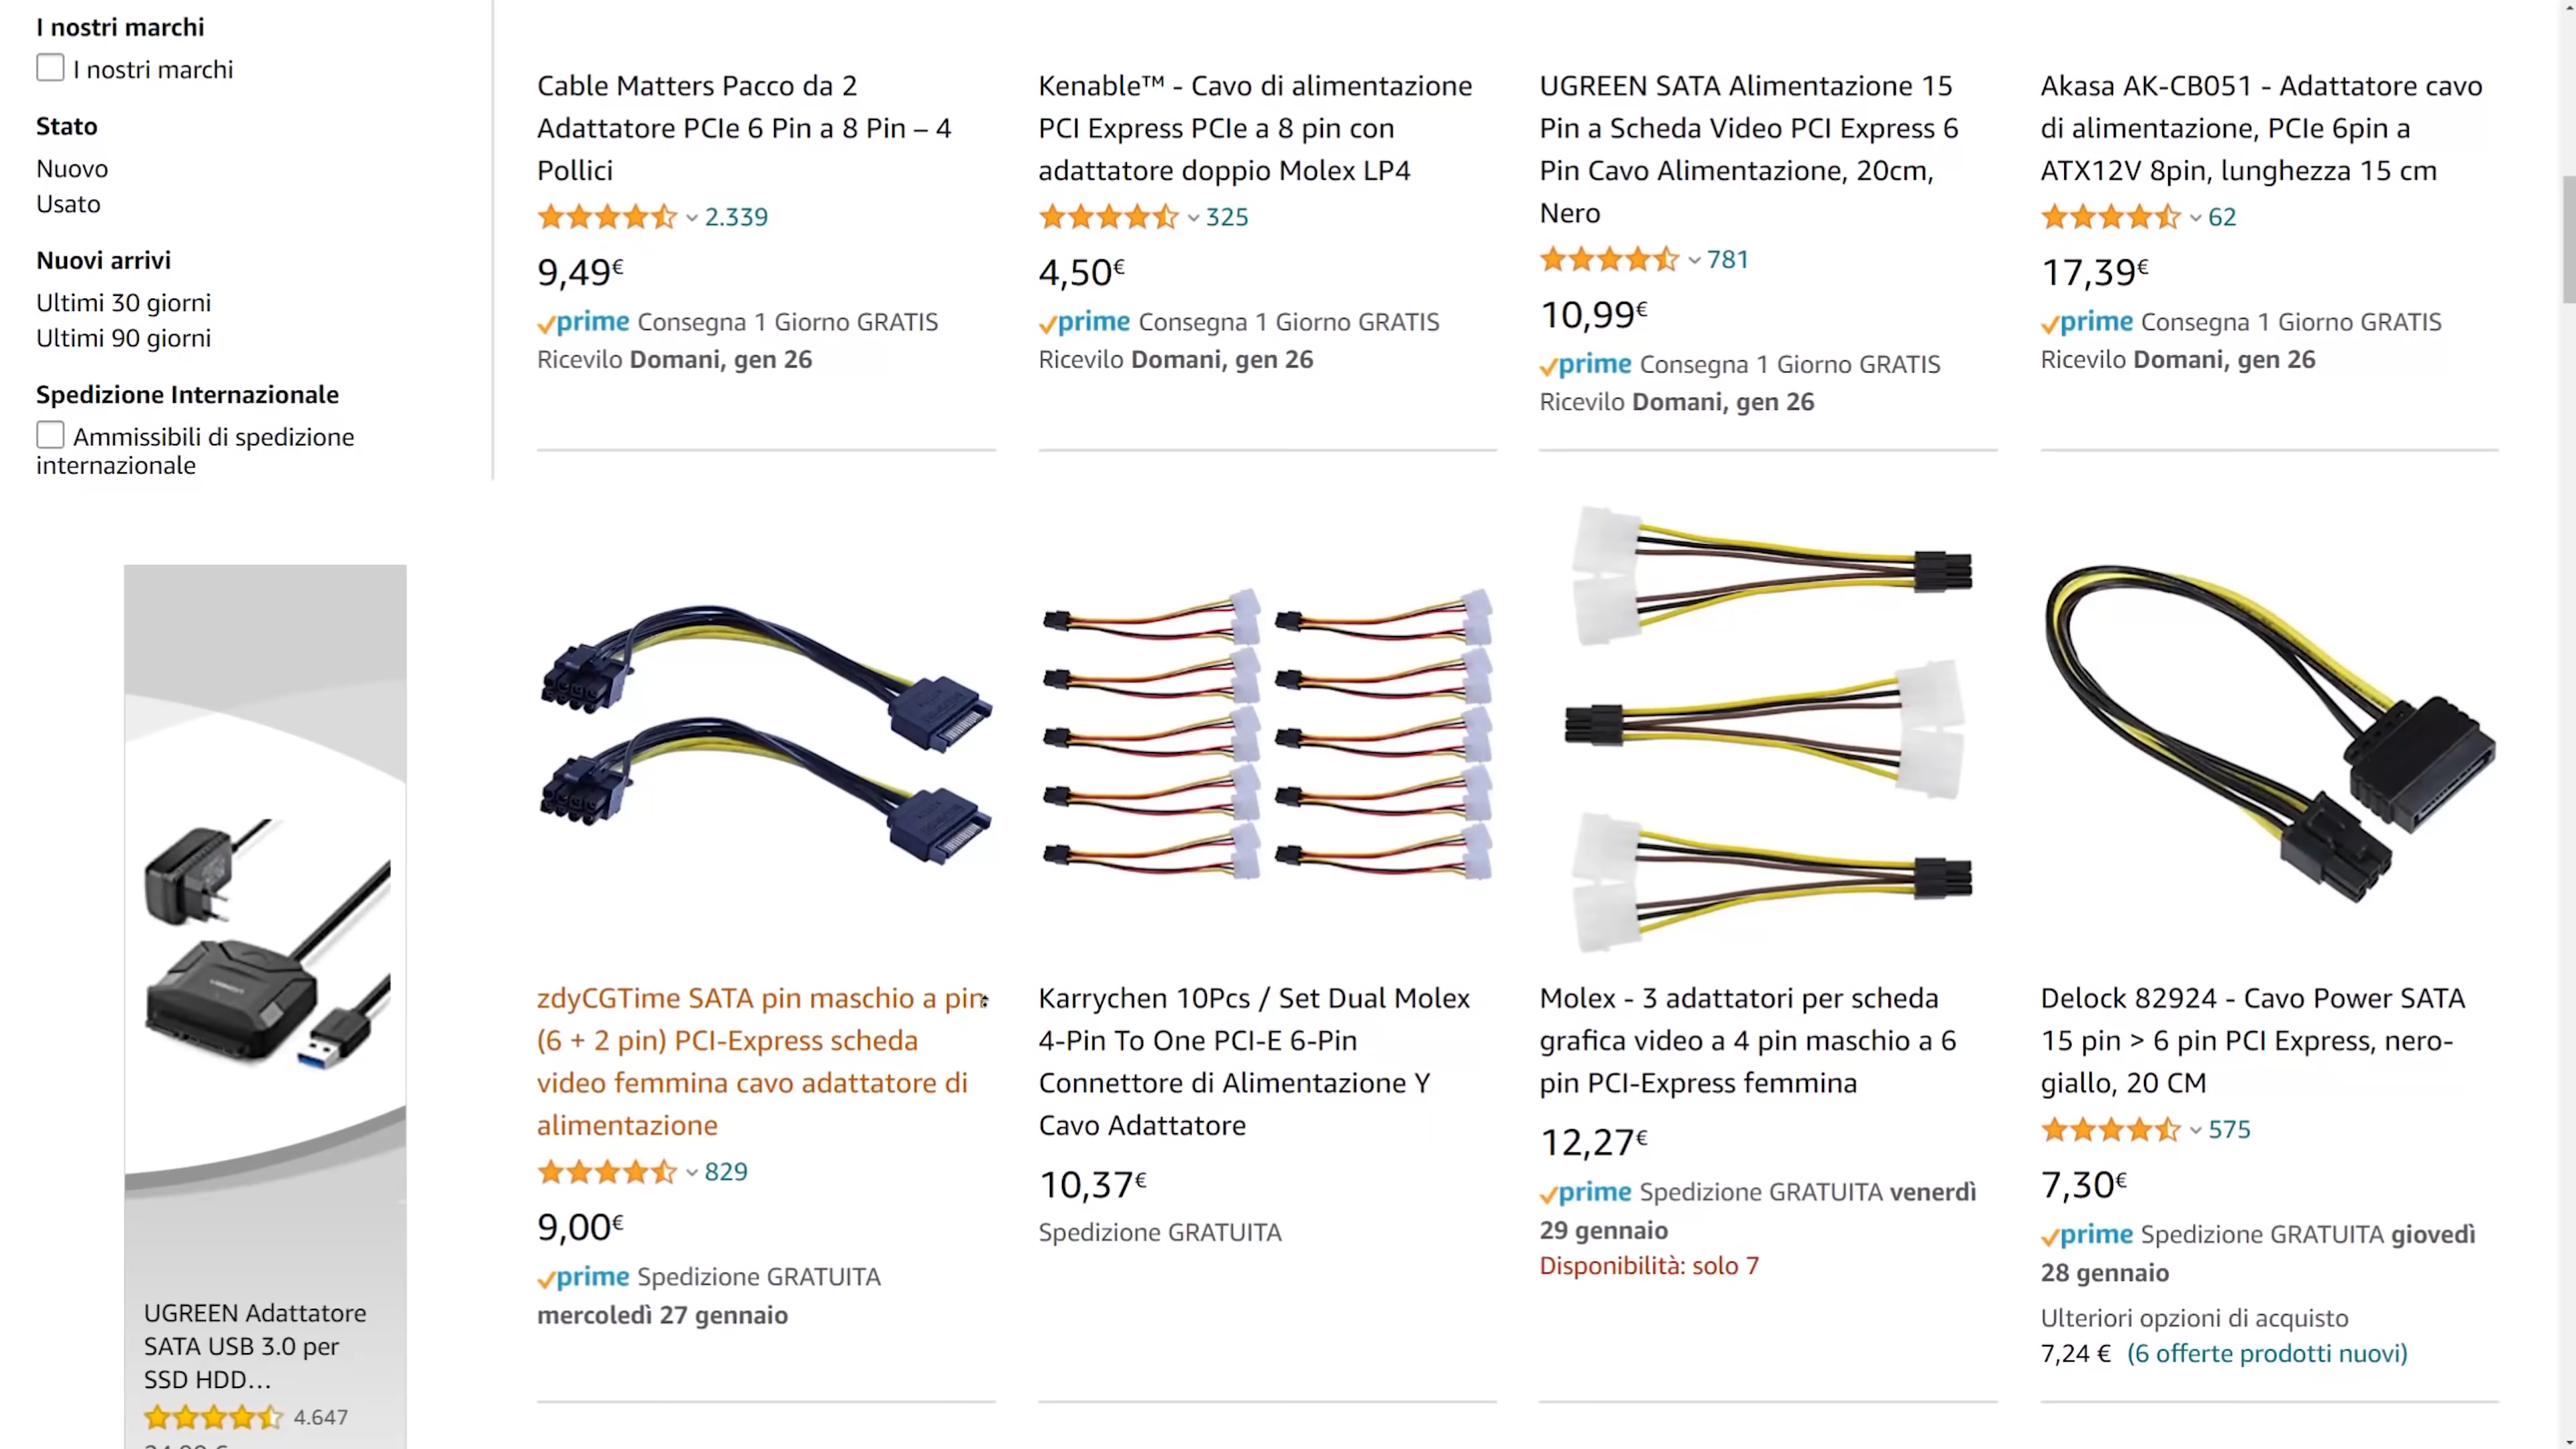 I nostri marchi
I nostri marchi
Stato
Nuovo
Usato
Nuovi arrivi
Ultimi 30 giorni
Ultimi 90 giorni
Spedizione Internazionale
Ammissibili di spedizione
internazionale
UGREEN Adattatore
SATA USB 3.0 per
SSD HDD...
4.647
Cable Matters Pacco da 2
Adattatore PCIe 6 Pin a 8 Pin – 4
Pollici
2.339
9,49€
prime Consegna 1 Giorno GRATIS
Ricevilo Domani, gen 26
Kenable™ - Cavo di alimentazione
PCI Express PCIe a 8 pin con
adattatore doppio Molex LP4
325
4,50€
prime Consegna 1 Giorno GRATIS
Ricevilo Domani, gen 26
UGREEN SATA Alimentazione 15
Pin a Scheda Video PCI Express 6
Pin Cavo Alimentazione, 20cm,
Nero
781
10,99€
prime Consegna 1 Giorno GRATIS
Ricevilo Domani, gen 26
Akasa AK-CB051 - Adattatore cavo
di alimentazione, PCIe 6pin a
ATX12V 8pin, lunghezza 15 cm
62
17,39€
prime Consegna 1 Giorno GRATIS
Ricevilo Domani, gen 26
zdyCGTime SATA pin maschio a pin
(6 + 2 pin) PCI-Express scheda
video femmina cavo adattatore di
alimentazione
829
9,00€
prime Spedizione GRATUITA
mercoledì 27 gennaio
Karrychen 10Pcs / Set Dual Molex
4-Pin To One PCI-E 6-Pin
Connettore di Alimentazione Y
Cavo Adattatore
10,37€
Spedizione GRATUITA
Molex - 3 adattatori per scheda
grafica video a 4 pin maschio a 6
pin PCI-Express femmina
12,27€
prime Spedizione GRATUITA venerdì
29 gennaio
Disponibilità: solo 7
Delock 82924 - Cavo Power SATA
15 pin > 6 pin PCI Express, nero-
giallo, 20 CM
575
7,30€
prime Spedizione GRATUITA giovedì
28 gennaio
Ulteriori opzioni di acquisto
7,24 € (6 offerte prodotti nuovi)